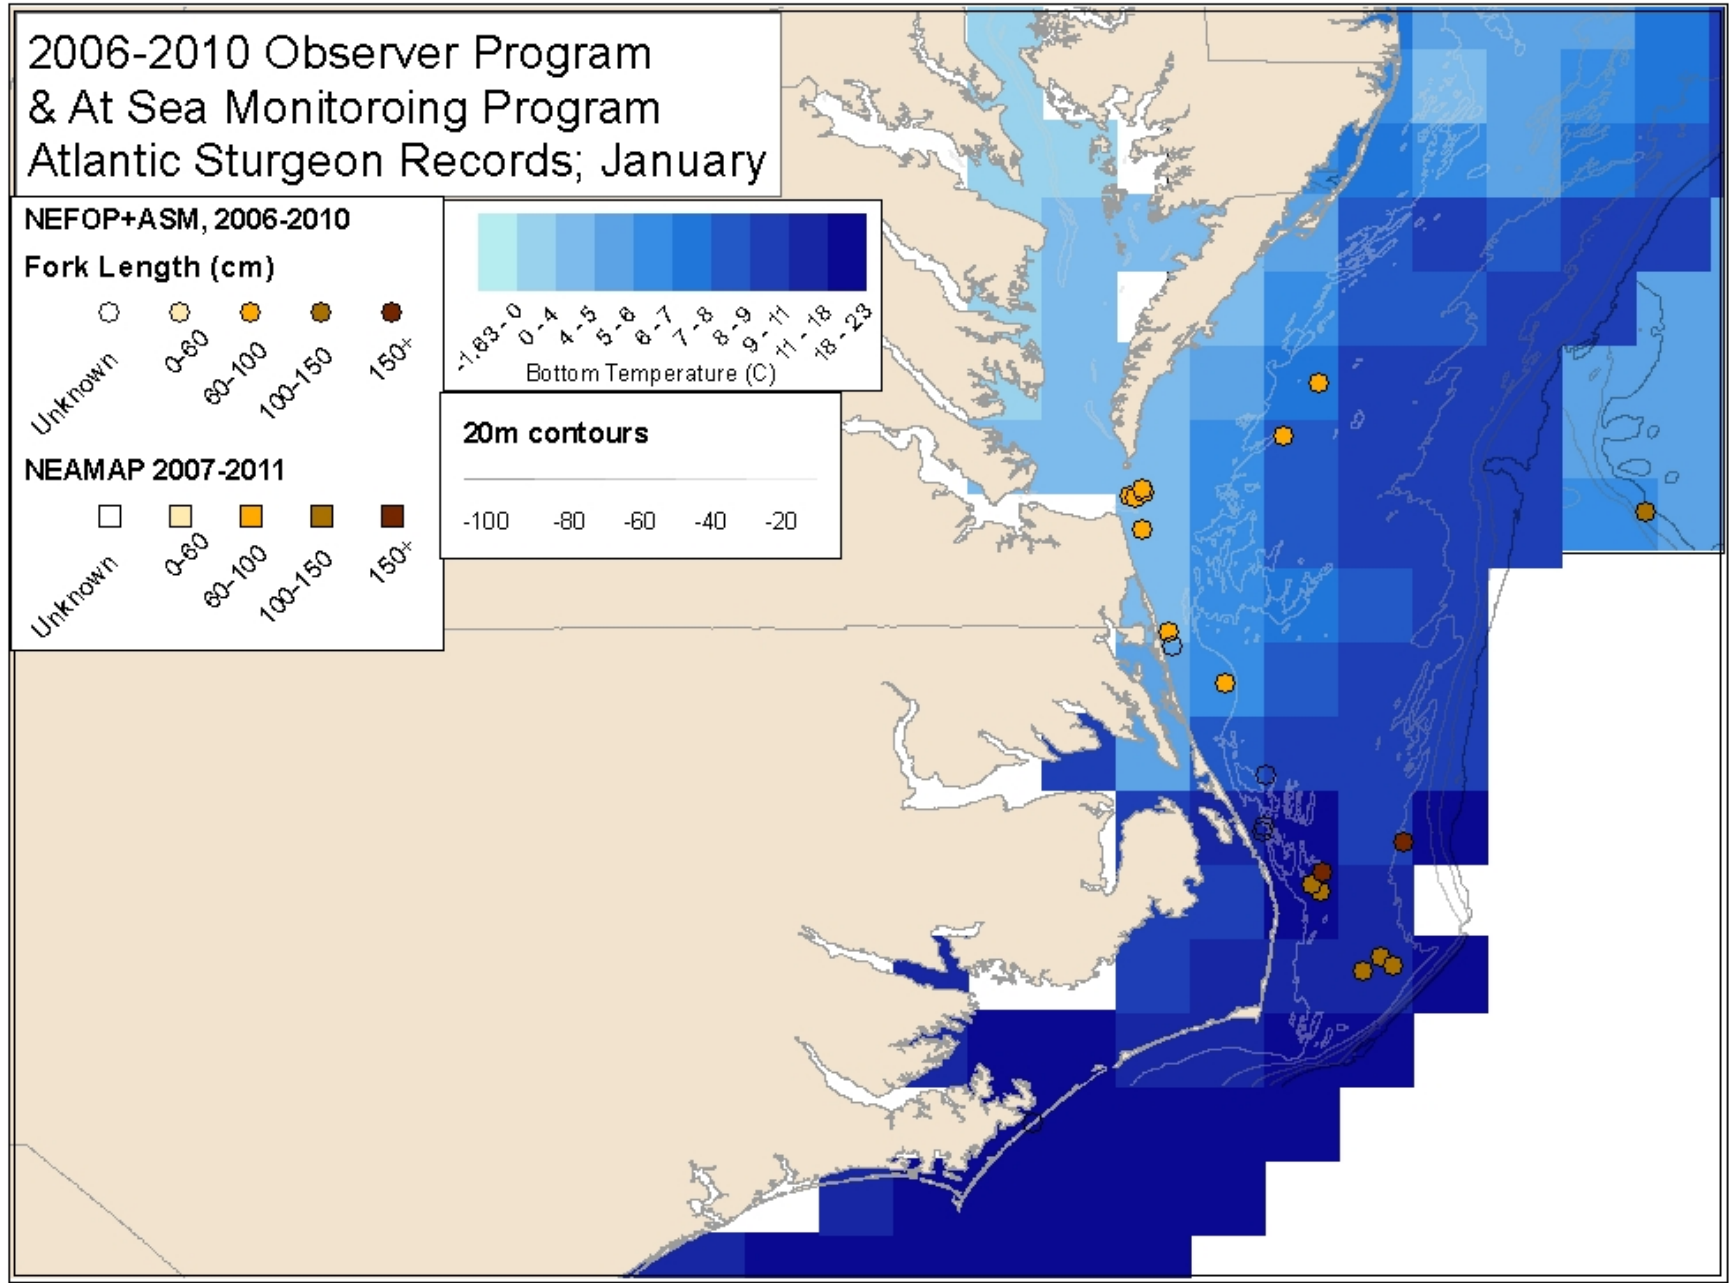 2006-2010 Observer Program
& At Sea Monitoroing Program
Atlantic Sturgeon Records; January
NEFOP+ASM, 2006-2010
Fork Length (cm)
Unknown 0-60 60-100 100-150 150+
NEAMAP 2007-2011
Unknown 0-60 60-100 100-150 150+
-1.63 - 0 0 - 4 4 - 5 5 - 6 6 - 7 7 - 8 8 - 9 9 - 11 11 - 18 18 - 23
Bottom Temperature (C)
20m contours
-100 -80 -60 -40 -20